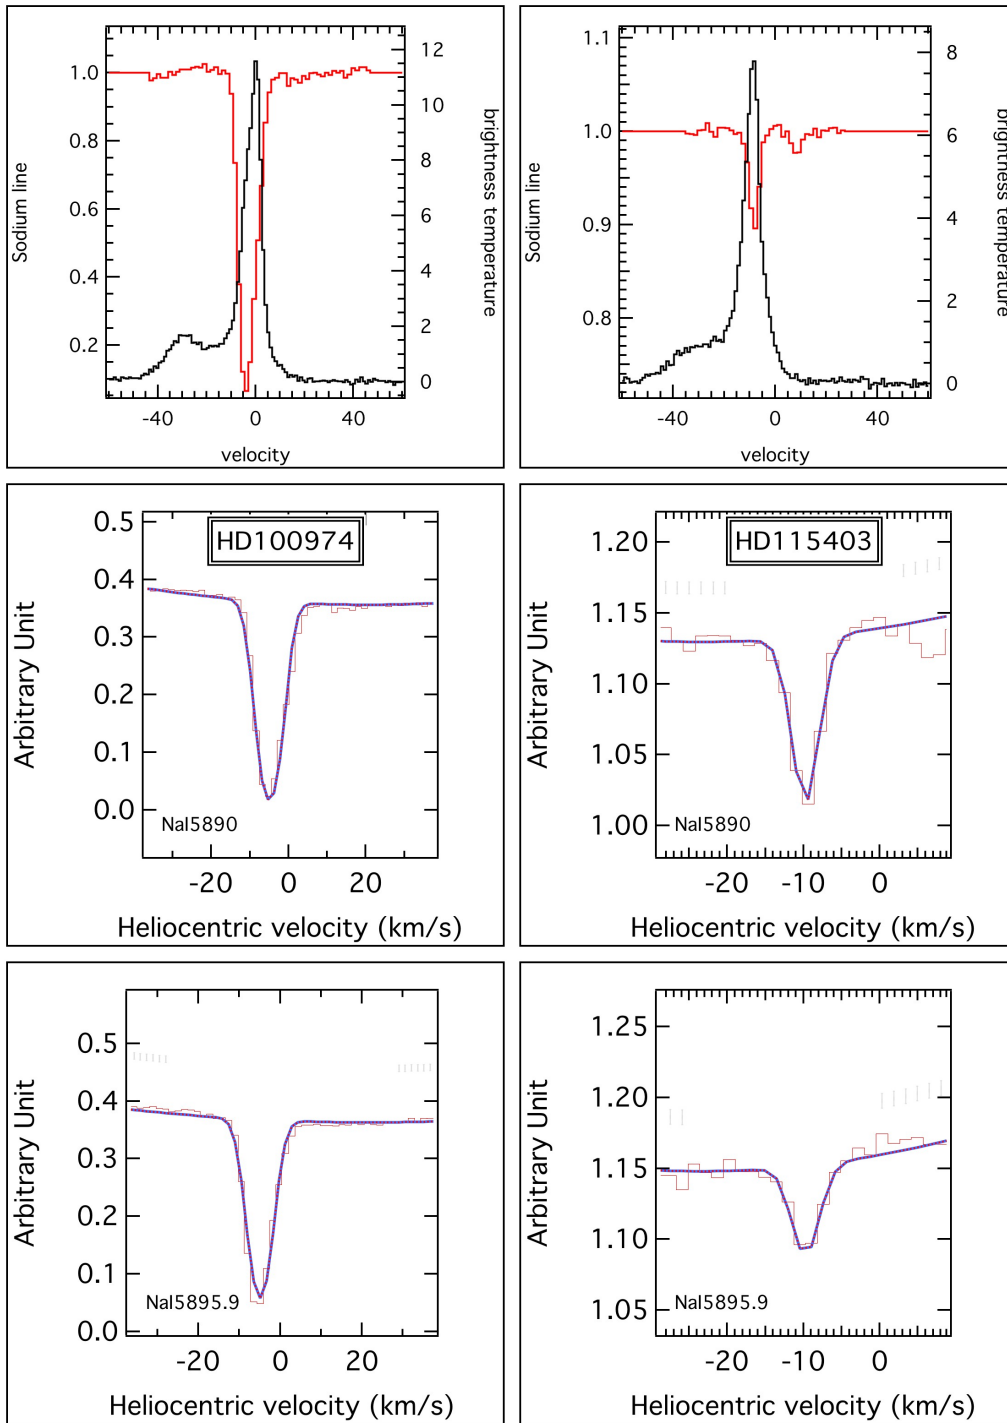 12
1.0
10
0.8
8
0.6
6
0.4
4
0.2
2
0
-40 0 40
velocity
Sodium line
brightness temperature
1.1
8
1.0
6
0.9
4
2
0.8
0
-40 0 40
velocity
Sodium line
brightness temperature
HD100974
0.5
0.4
0.3
0.2
0.1
0.0
NaI5890
-20 0 20
Arbitrary Unit
Heliocentric velocity (km/s)
HD115403
1.20
1.15
1.10
1.05
1.00
NaI5890
-20 -10 0
Arbitrary Unit
Heliocentric velocity (km/s)
0.5
0.4
0.3
0.2
0.1
0.0
NaI5895.9
-20 0 20
Arbitrary Unit
Heliocentric velocity (km/s)
1.25
1.20
1.15
1.10
1.05
NaI5895.9
-20 -10 0
Arbitrary Unit
Heliocentric velocity (km/s)